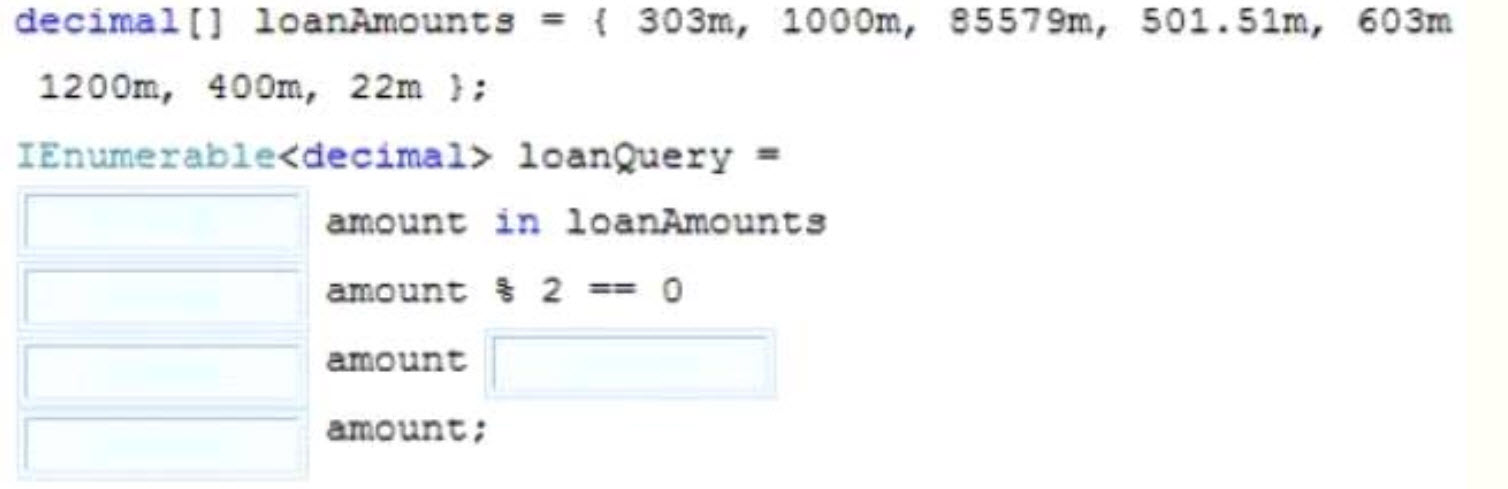 decimal[] loanAmounts = { 303m, 1000m, 85579m, 501.51m, 603m
1200m, 400m, 22m };
IEnumerable<decimal> loanQuery =
amount in loanAmounts
amount % 2 == 0
amount
amount;